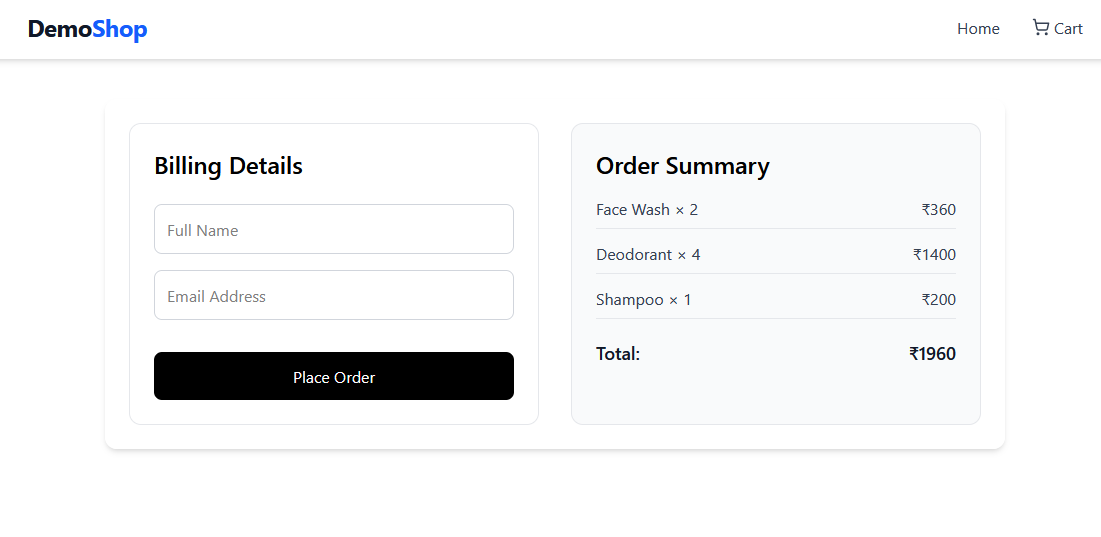 DemoShop
Home
Cart
Billing Details
Full Name
Email Address
Place Order
Order Summary
Face Wash × 2 ₹360
Deodorant × 4 ₹1400
Shampoo × 1 ₹200
Total: ₹1960